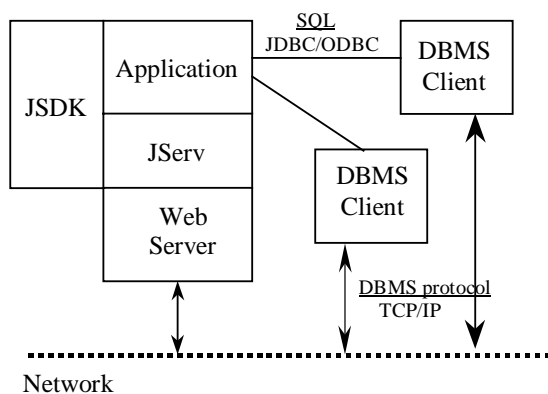 SQL
JDBC/ODBC
Application
DBMS
Client
JSDK
JServ
DBMS
Client
Web
Server
DBMS protocol
TCP/IP
Network